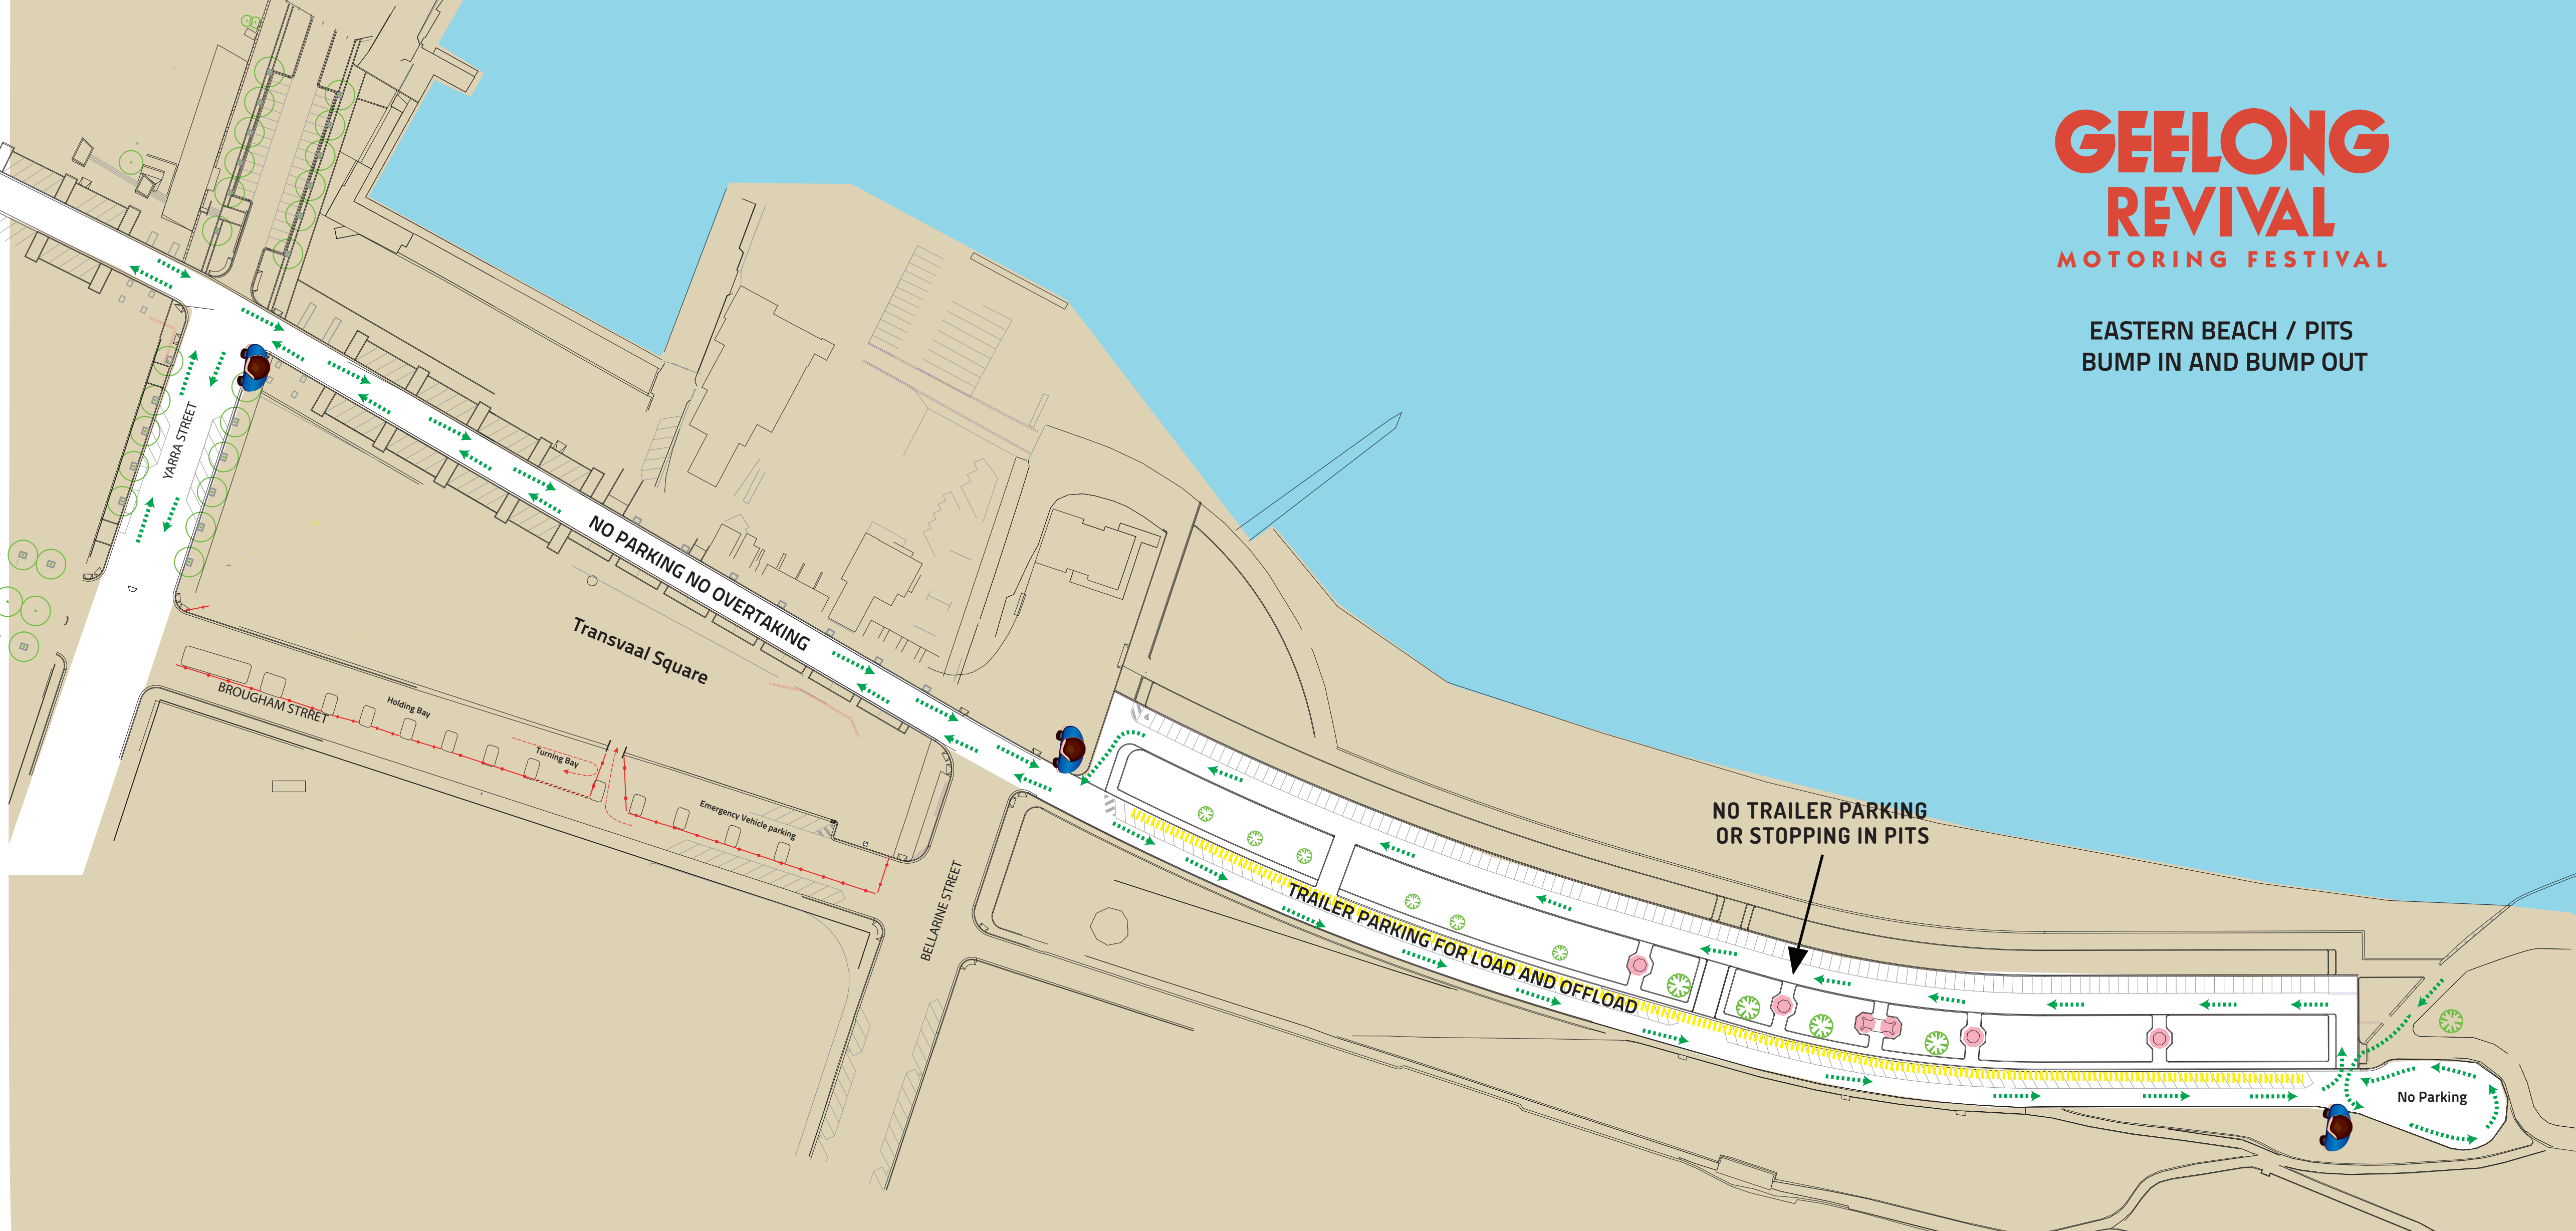 GEELONG
REVIVAL
MOTORING FESTIVAL
EASTERN BEACH / PITS
BUMP IN AND BUMP OUT
YARRA STREET
NO PARKING NO OVERTAKING
Transvaal Square
BROUGHAM STRRET
Holding Bay
Turning Bay
Emergency Vehicle parking
BELLARINE STREET
NO TRAILER PARKING
OR STOPPING IN PITS
TRAILER PARKING FOR LOAD AND OFFLOAD
No Parking